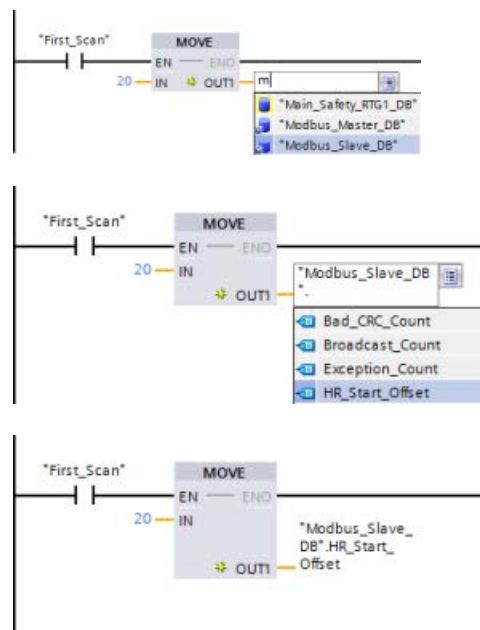 "First_Scan"
MOVE
EN ENO
20 IN OUT1 m
"Main_Safety_RTG1_DB"
"Modbus_Master_DB"
"Modbus_Slave_DB"
"First_Scan"
MOVE
EN ENO
20 IN
"Modbus_Slave_DB
".
OUT1
Bad_CRC_Count
Broadcast_Count
Exception_Count
HR_Start_Offset
"First_Scan"
MOVE
EN ENO
20 IN
"Modbus_Slave_
DB".HR_Start_
OUT1 Offset